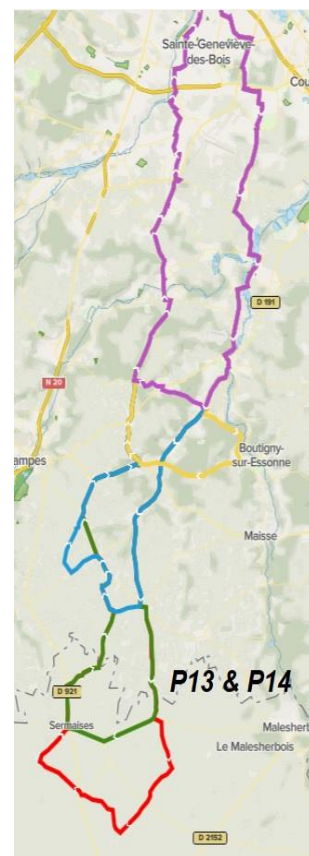 Sainte-Geneviève-
des-Bois
Cou
D 191
N 20
Boutigny-
sur-Essonne
ampes
Maisse
P13 & P14
D 921
Sermaises
Malesherb
Le Malesherbois
D 2152